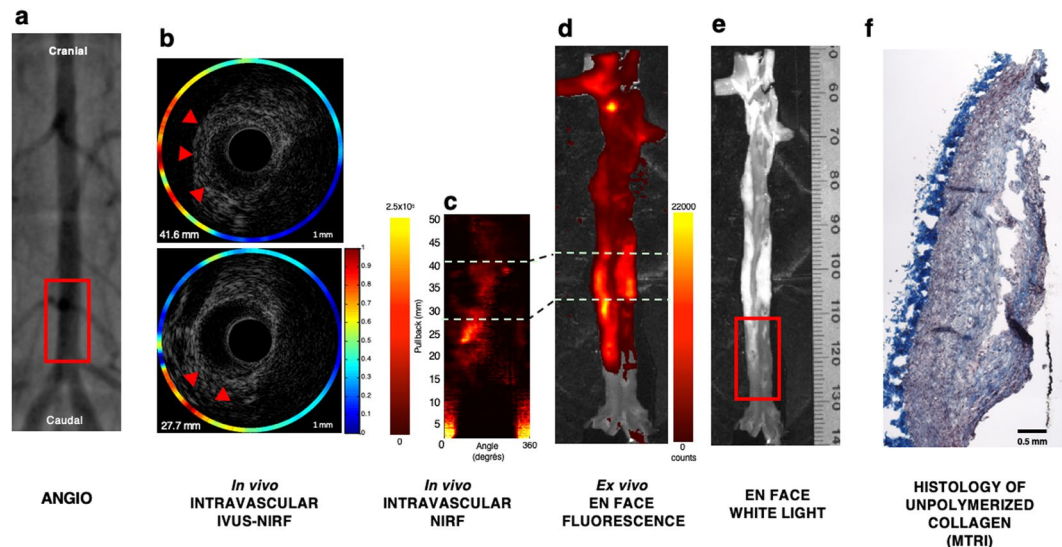 a
Cranial
Caudal
ANGIO
b
41.6 mm
1 mm
27.7 mm
1 mm
1
0.9
0.8
0.7
0.6
0.5
0.4
0.3
0.2
0.1
0
In vivo
INTRAVASCULAR
IVUS-NIRF
2.5x10⁵
0
c
Pullback (mm)
50
45
40
35
30
25
20
15
10
5
0
360
Angle
(degrés)
In vivo
INTRAVASCULAR
NIRF
d
22000
0
counts
Ex vivo
EN FACE
FLUORESCENCE
e
60
70
80
90
100
110
120
130
EN FACE
WHITE LIGHT
f
0.5 mm
HISTOLOGY OF
UNPOLYMERIZED
COLLAGEN
(MTRI)